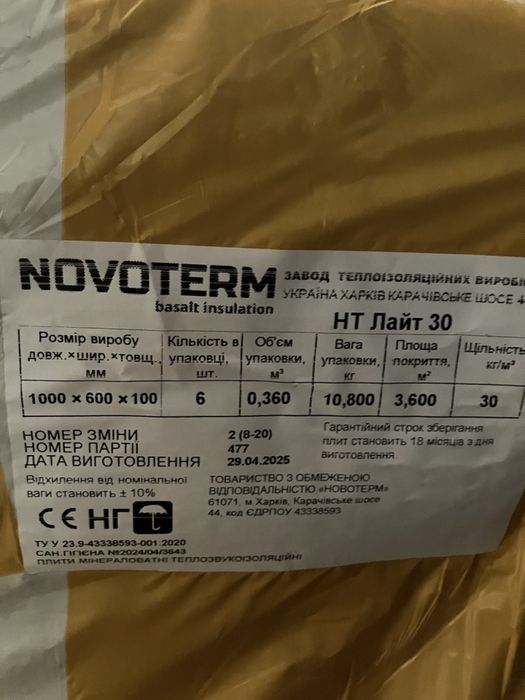 NOVOTERM
basalt insulation
ЗАВОД ТЕПЛОІЗОЛЯЦІЙНИХ
УКРАЇНА ХАРКІВ КАРАЧІВСЬКЕ ШОСЕ
НТ Лайт 30
Розмір виробу довж.×шир.×товщ., мм
Кількість в упаковці, шт.
Об'єм упаковки, м³
Вага упаковки, кг
Площа покриття, м²
Щільність кг/м³
1000 × 600 × 100 6 0,360 10,800 3,600 30
НОМЕР ЗМІНИ 2 (8-20)
НОМЕР ПАРТІЇ 477
ДАТА ВИГОТОВЛЕННЯ 29.04.2025
Гарантійний строк зберігання
плит становить 18 місяців з дня
виготовлення
Відхилення від номінальної
ваги становить ± 10%
ТОВАРИСТВО З ОБМЕЖЕНОЮ
ВІДПОВІДАЛЬНІСТЮ «НОВОТЕРМ»
61071, м Харків, Карачівське шосе
44, код ЄДРПОУ 43338593
CE НГ
ТУ У 23.9-43338593-001:2020
САН.ГІГІЄНА №2024/04/3643
ПЛИТИ МІНЕРАЛОВАТНІ ТЕПЛОЗВУКОІЗОЛЯЦІЙНІ